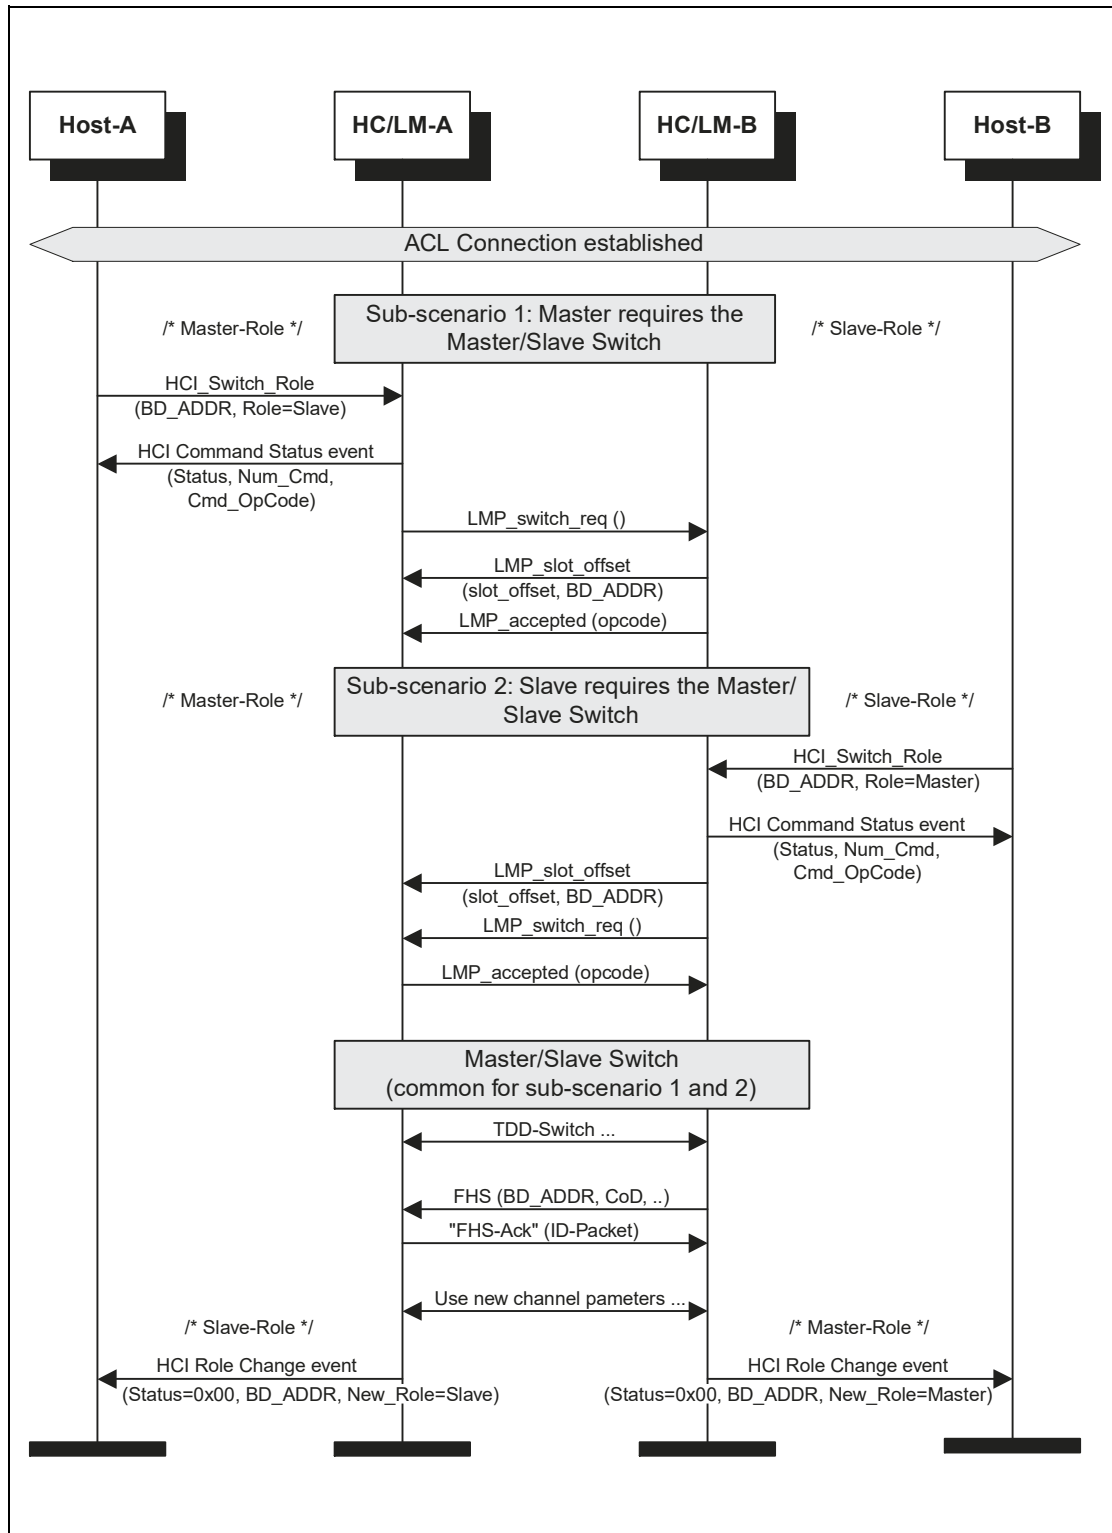 Host-A
HC/LM-A
HC/LM-B
Host-B
ACL Connection established
/* Master-Role */
Sub-scenario 1: Master requires the
Master/Slave Switch
/* Slave-Role */
HCI_Switch_Role
(BD_ADDR, Role=Slave)
HCI Command Status event
(Status, Num_Cmd,
Cmd_OpCode)
LMP_switch_req ()
LMP_slot_offset
(slot_offset, BD_ADDR)
LMP_accepted (opcode)
/* Master-Role */
Sub-scenario 2: Slave requires the Master/
Slave Switch
/* Slave-Role */
HCI_Switch_Role
(BD_ADDR, Role=Master)
HCI Command Status event
(Status, Num_Cmd,
Cmd_OpCode)
LMP_slot_offset
(slot_offset, BD_ADDR)
LMP_switch_req ()
LMP_accepted (opcode)
Master/Slave Switch
(common for sub-scenario 1 and 2)
TDD-Switch ...
FHS (BD_ADDR, CoD, ..)
"FHS-Ack" (ID-Packet)
Use new channel pameters ...
/* Slave-Role */
/* Master-Role */
HCI Role Change event
(Status=0x00, BD_ADDR, New_Role=Slave)
HCI Role Change event
(Status=0x00, BD_ADDR, New_Role=Master)